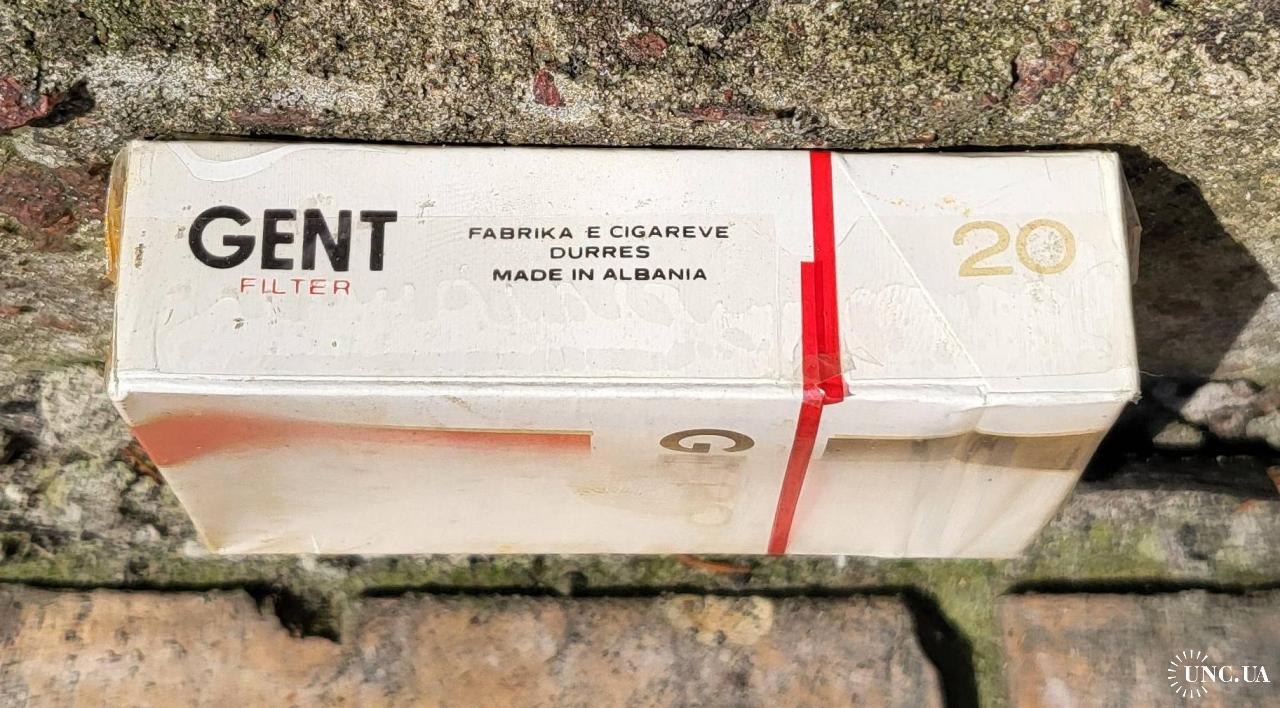 GENT
FILTER
FABRIKA E CIGAREVE
DURRES
MADE IN ALBANIA
20
G
UNC.UA